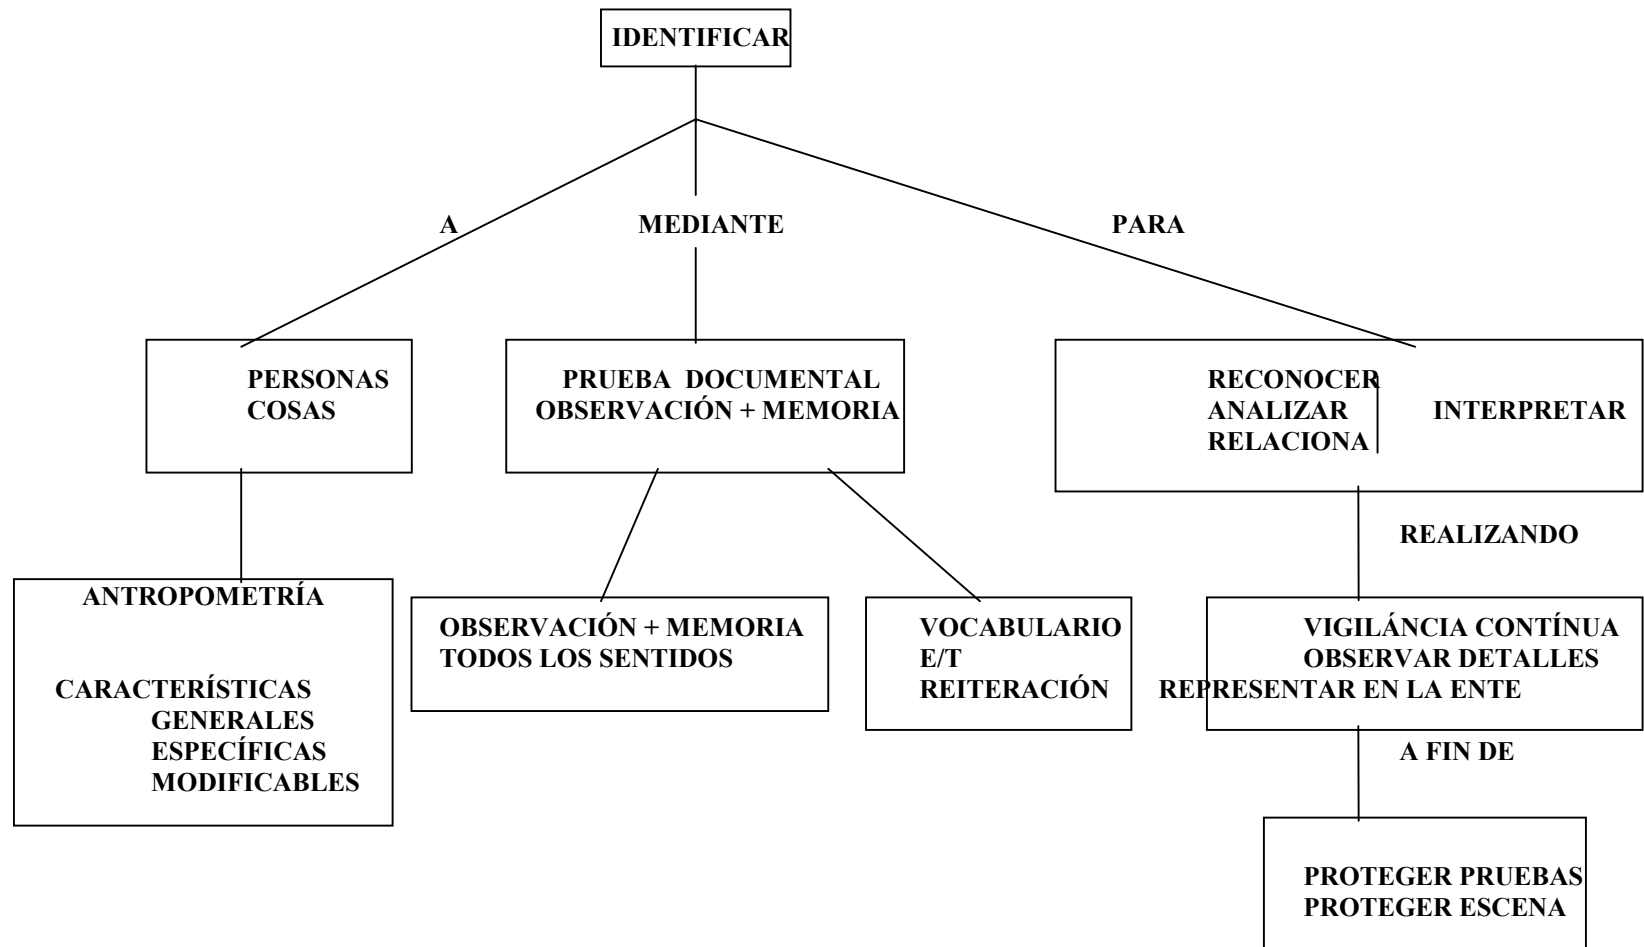 IDENTIFICAR
A
MEDIANTE
PARA
PERSONAS
COSAS
PRUEBA DOCUMENTAL
OBSERVACIÓN + MEMORIA
RECONOCER
ANALIZAR
RELACIONA
INTERPRETAR
REALIZANDO
ANTROPOMETRÍA
CARACTERÍSTICAS
GENERALES
ESPECÍFICAS
MODIFICABLES
OBSERVACIÓN + MEMORIA
TODOS LOS SENTIDOS
VOCABULARIO
E/T
REITERACIÓN
VIGILÁNCIA CONTÍNUA
OBSERVAR DETALLES
REPRESENTAR EN LA ENTE
A FIN DE
PROTEGER PRUEBAS
PROTEGER ESCENA